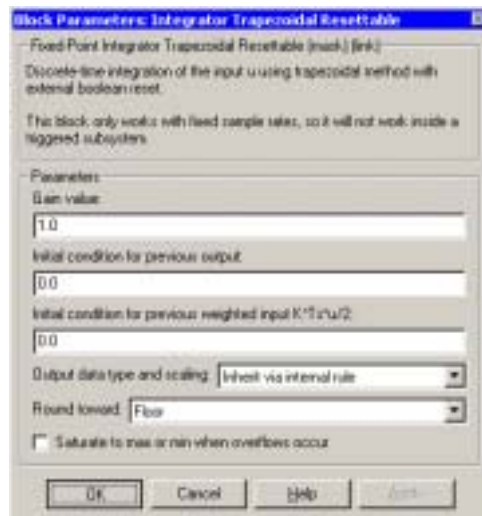 Block Parameters: Integrator Trapezoidal Resettable
Fixed-Point Integrator Trapezoidal Resettable (mask) (link)
Discrete-time integration of the input u using trapezoidal method with
external boolean reset.
This block only works with fixed sample rates, so it will not work inside a
triggered subsystem.
Parameters
Gain value:
1.0
Initial condition for previous output:
0.0
Initial condition for previous weighted input K*Ts*u/2:
0.0
Output data type and scaling: Inherit via internal rule
Round toward: Floor
Saturate to max or min when overflows occur
OK Cancel Help Apply